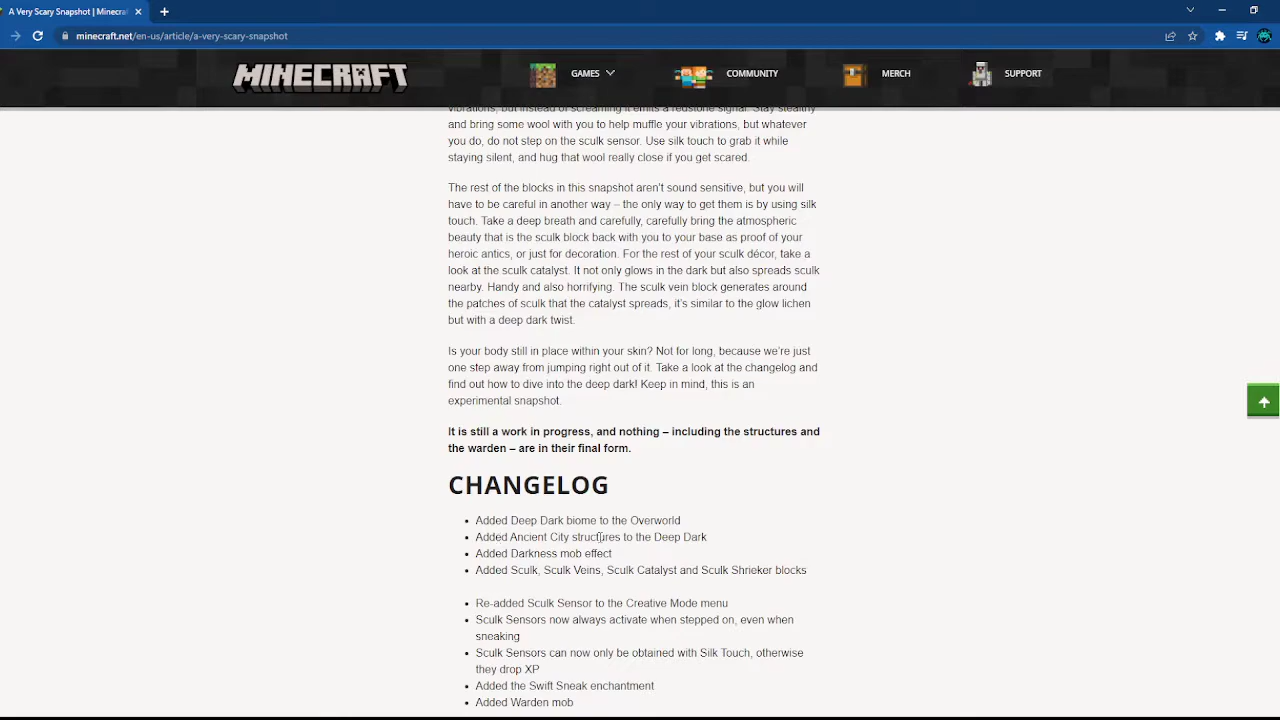 A Very Scary Snapshot | Minecraf
minecraft.net/en-us/article/a-very-scary-snapshot
MINECRAFT
GAMES
COMMUNITY
MERCH
SUPPORT
vibrations, but instead of screaming it emits a redstone signal. Stay stealthy
and bring some wool with you to help muffle your vibrations, but whatever
you do, do not step on the sculk sensor. Use silk touch to grab it while
staying silent, and hug that wool really close if you get scared.
The rest of the blocks in this snapshot aren't sound sensitive, but you will
have to be careful in another way – the only way to get them is by using silk
touch. Take a deep breath and carefully, carefully bring the atmospheric
beauty that is the sculk block back with you to your base as proof of your
heroic antics, or just for decoration. For the rest of your sculk décor, take a
look at the sculk catalyst. It not only glows in the dark but also spreads sculk
nearby. Handy and also horrifying. The sculk vein block generates around
the patches of sculk that the catalyst spreads, it's similar to the glow lichen
but with a deep dark twist.
Is your body still in place within your skin? Not for long, because we're just
one step away from jumping right out of it. Take a look at the changelog and
find out how to dive into the deep dark! Keep in mind, this is an
experimental snapshot.
It is still a work in progress, and nothing – including the structures and
the warden – are in their final form.
CHANGELOG
• Added Deep Dark biome to the Overworld
• Added Ancient City structures to the Deep Dark
• Added Darkness mob effect
• Added Sculk, Sculk Veins, Sculk Catalyst and Sculk Shrieker blocks
• Re-added Sculk Sensor to the Creative Mode menu
• Sculk Sensors now always activate when stepped on, even when
sneaking
• Sculk Sensors can now only be obtained with Silk Touch, otherwise
they drop XP
• Added the Swift Sneak enchantment
• Added Warden mob